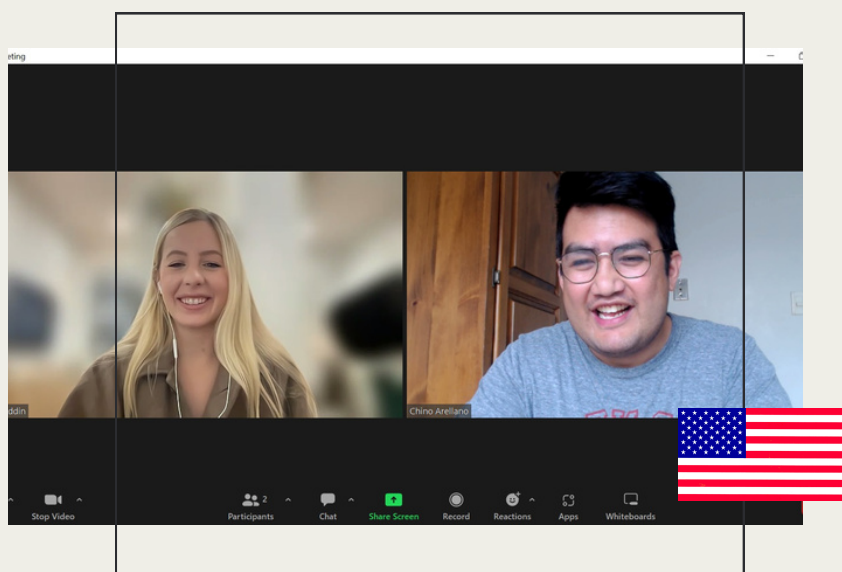 eting
ddin
Chino Arellano
2
Stop Video
Participants
Chat
Share Screen
Record
Reactions
Apps
Whiteboards